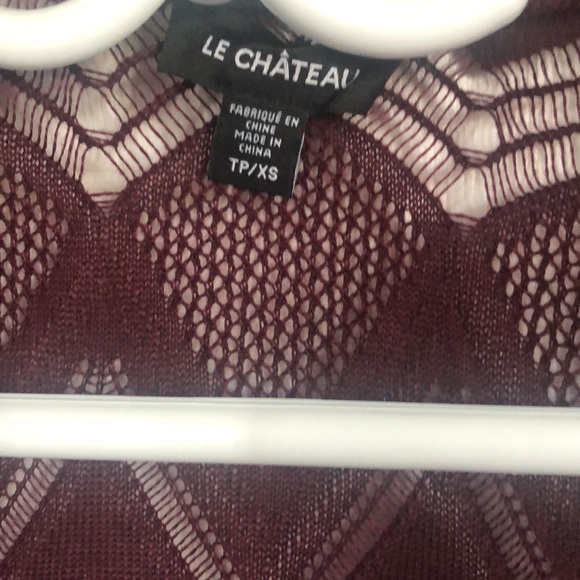 LE CHÂTEAU
FABRIQUÉ EN
CHINE
MADE IN
CHINA
TP/XS